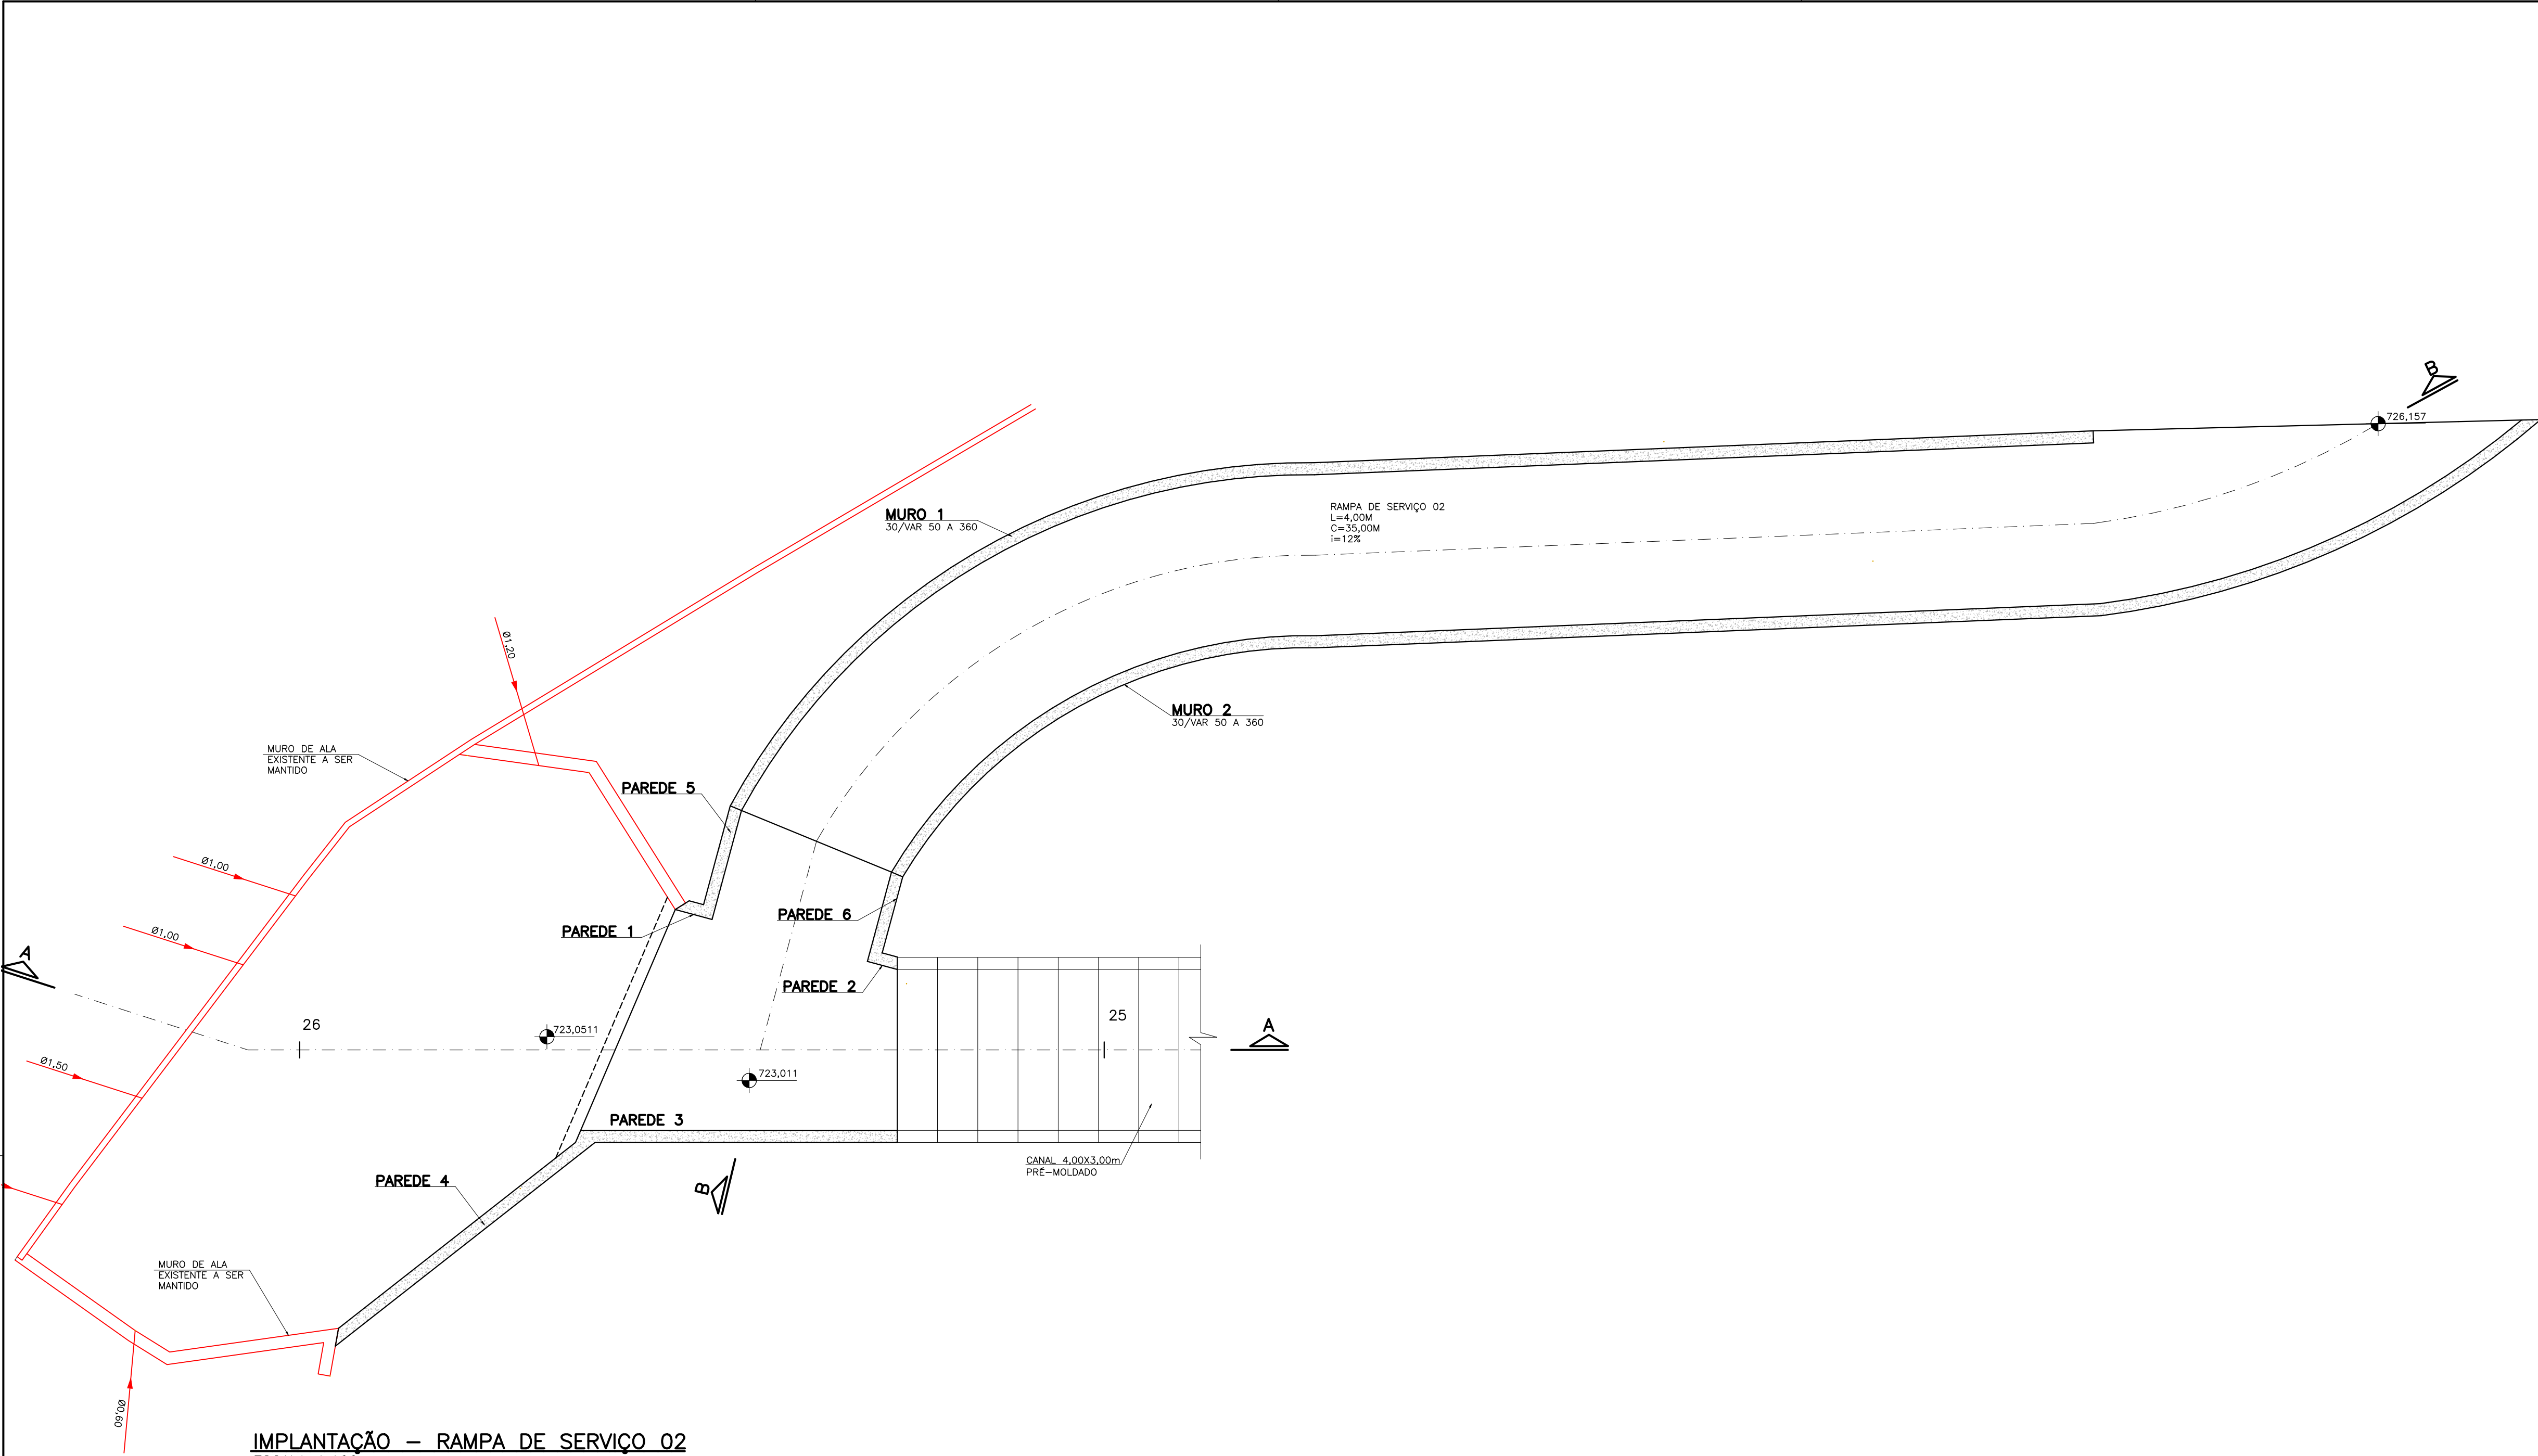 B
726,157
RAMPA DE SERVIÇO 02
L=4,00M
C=35,00M
i=12%
MURO 1
30/VAR 50 A 360
Ø1,20
MURO 2
30/VAR 50 A 360
MURO DE ALA
EXISTENTE A SER
MANTIDO
PAREDE 5
Ø1,00
PAREDE 6
PAREDE 1
Ø1,00
A
PAREDE 2
26
25
A
723,0511
Ø1,50
723,011
PAREDE 3
CANAL 4,00X3,00m
PRÉ-MOLDADO
PAREDE 4
B
MURO DE ALA
EXISTENTE A SER
MANTIDO
Ø0,60
IMPLANTAÇÃO - RAMPA DE SERVIÇO 02